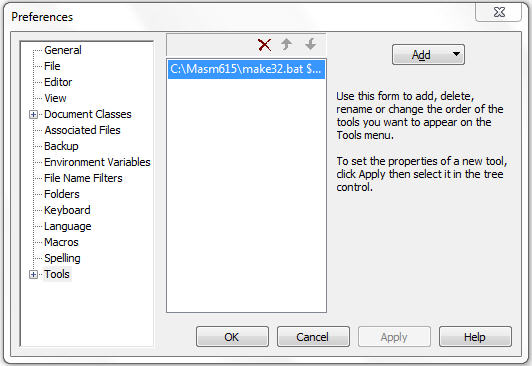 Preferences
General
File
Editor
View
Document Classes
Associated Files
Backup
Environment Variables
File Name Filters
Folders
Keyboard
Language
Macros
Spelling
Tools
C:\Masm615\make32.bat $...
Add
Use this form to add, delete,
rename or change the order of the
tools you want to appear on the
Tools menu.
To set the properties of a new tool,
click Apply then select it in the tree
control.
OK
Cancel
Apply
Help